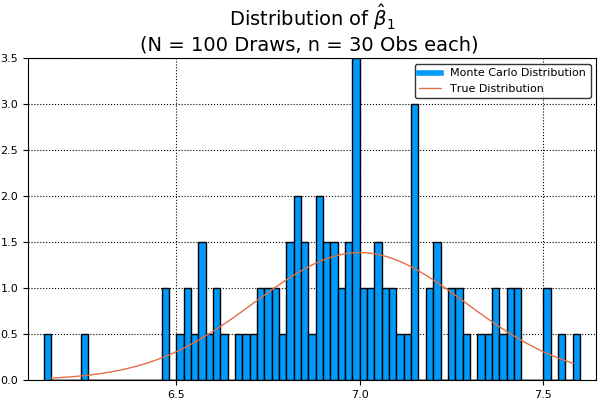 Distribution of β̂₁
(N = 100 Draws, n = 30 Obs each)
3.5
3.0
2.5
2.0
1.5
1.0
0.5
0.0
Monte Carlo Distribution
True Distribution
6.5 7.0 7.5